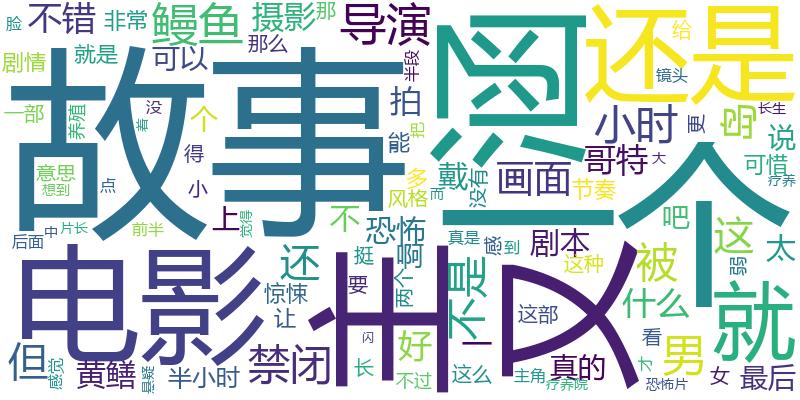 不错
非常
鳗鱼
摄影
那
导演
还是
给
脸
那么
剧情
就是
可以
半段
镜头
故事
一部
养殖
没
着
个
拍
能
把
小时
更
岛
长生
说
意思
想到
点
得
小
多
戴
没有
画面
哥特
节奏
大
可惜
疗养
风格
而
一个
后面
中
片长
前半
觉得
上
不
恐怖
啊
真是
感
到
剧本
这种
被
吧
这
弱
太
电影
还
惊悚
让
挺
要
两个
不是
一
这部
什么
看
就
但
感觉
黄鳝
悬疑
半小时
禁闭
闪
长
好
不过
这么
主角
疗养院
真的
男
才
恐怖片
女
最后